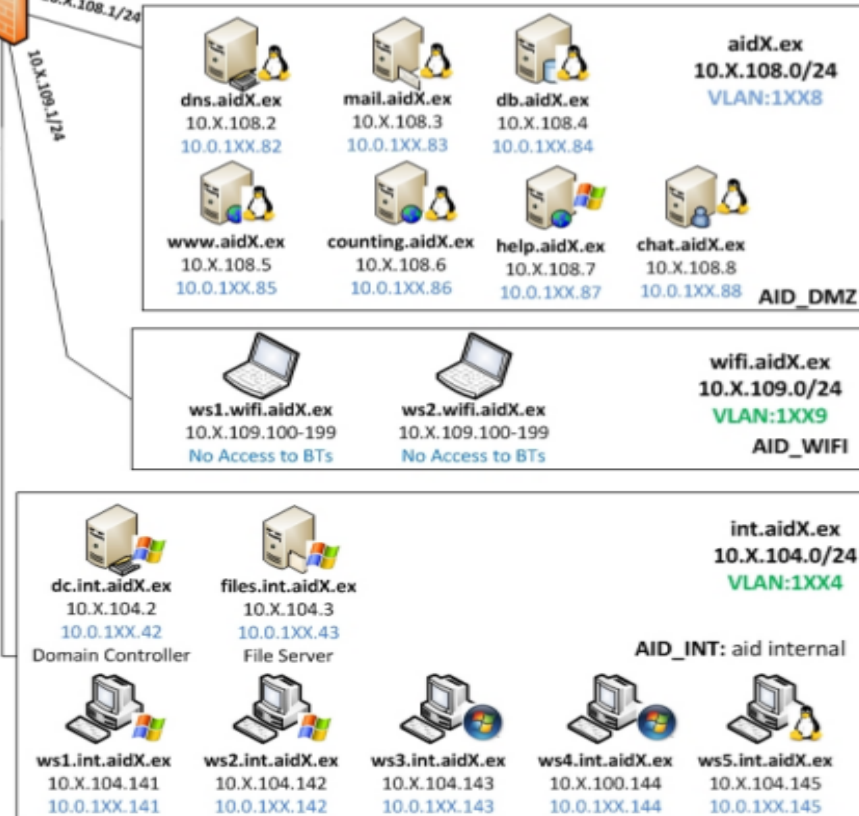 .X.108.1/24
10.X.109.1/24
aidX.ex
10.X.108.0/24
VLAN:1XX8
dns.aidX.ex
10.X.108.2
10.0.1XX.82
mail.aidX.ex
10.X.108.3
10.0.1XX.83
db.aidX.ex
10.X.108.4
10.0.1XX.84
www.aidX.ex
10.X.108.5
10.0.1XX.85
counting.aidX.ex
10.X.108.6
10.0.1XX.86
help.aidX.ex
10.X.108.7
10.0.1XX.87
chat.aidX.ex
10.X.108.8
10.0.1XX.88
AID_DMZ
ws1.wifi.aidX.ex
10.X.109.100-199
No Access to BTs
ws2.wifi.aidX.ex
10.X.109.100-199
No Access to BTs
wifi.aidX.ex
10.X.109.0/24
VLAN:1XX9
AID_WIFI
dc.int.aidX.ex
10.X.104.2
10.0.1XX.42
Domain Controller
files.int.aidX.ex
10.X.104.3
10.0.1XX.43
File Server
int.aidX.ex
10.X.104.0/24
VLAN:1XX4
AID_INT: aid internal
ws1.int.aidX.ex
10.X.104.141
10.0.1XX.141
ws2.int.aidX.ex
10.X.104.142
10.0.1XX.142
ws3.int.aidX.ex
10.X.104.143
10.0.1XX.143
ws4.int.aidX.ex
10.X.100.144
10.0.1XX.144
ws5.int.aidX.ex
10.X.104.145
10.0.1XX.145